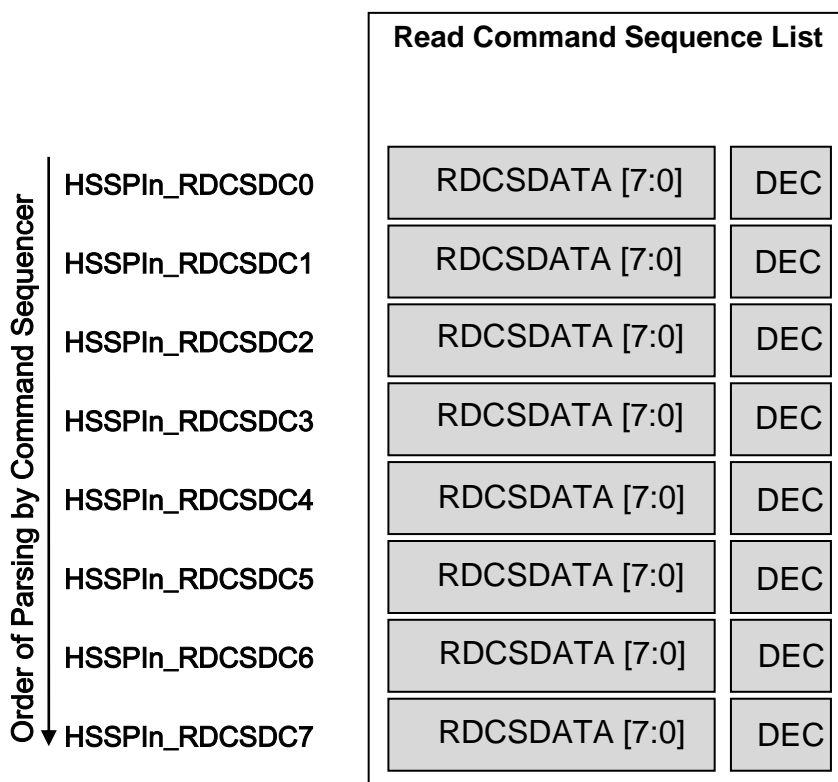 Read Command Sequence List
Order of Parsing by Command Sequencer
HSSPIn_RDCSDC0 RDCSDATA [7:0] DEC
HSSPIn_RDCSDC1 RDCSDATA [7:0] DEC
HSSPIn_RDCSDC2 RDCSDATA [7:0] DEC
HSSPIn_RDCSDC3 RDCSDATA [7:0] DEC
HSSPIn_RDCSDC4 RDCSDATA [7:0] DEC
HSSPIn_RDCSDC5 RDCSDATA [7:0] DEC
HSSPIn_RDCSDC6 RDCSDATA [7:0] DEC
HSSPIn_RDCSDC7 RDCSDATA [7:0] DEC